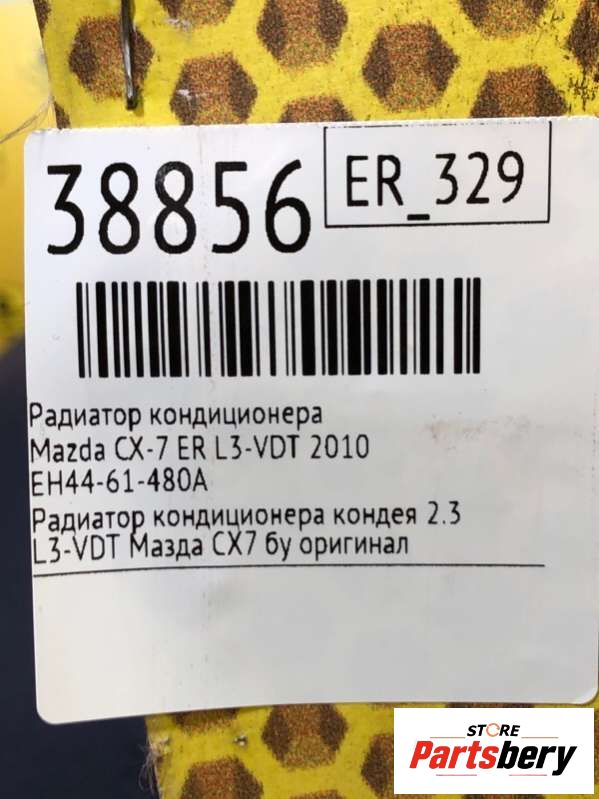 38856
ER_329
Радиатор кондиционера
Mazda CX-7 ER L3-VDT 2010
EH44-61-480A
Радиатор кондиционера кондея 2.3
L3-VDT Мазда CX7 бу оригинал
STORE
Partsbery